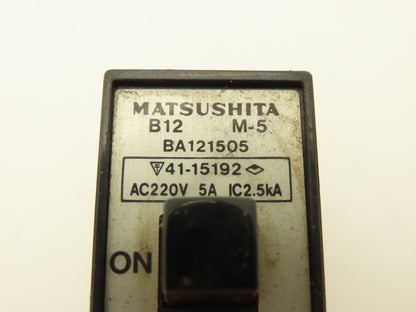 MATSUSHITA
B12 M-5
BA121505
41-15192
AC220V 5A IC2.5kA
ON